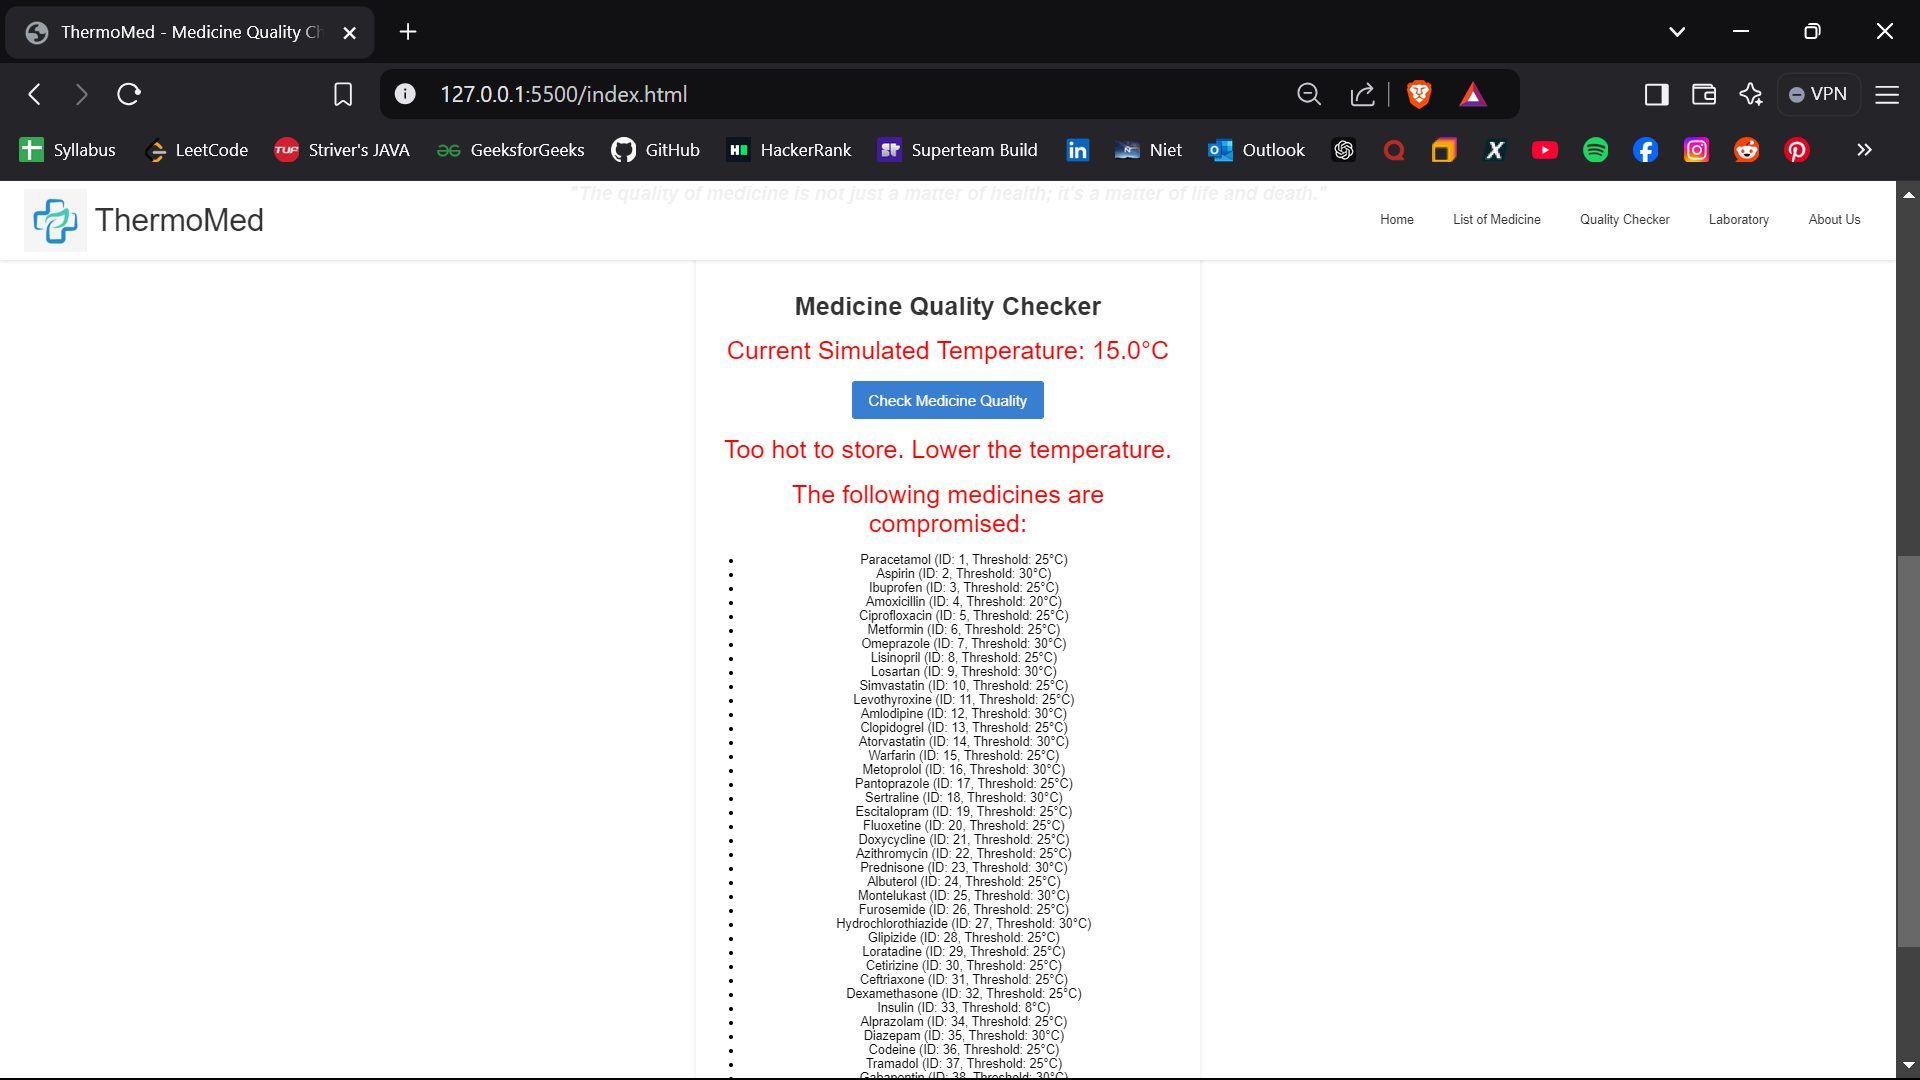 ThermoMed - Medicine Quality Ch
127.0.0.1:5500/index.html
VPN
Syllabus
LeetCode
TUF
Striver's JAVA
GeeksforGeeks
GitHub
HackerRank
Superteam Build
Niet
Outlook
ThermoMed
"The quality of medicine is not just a matter of health; it's a matter of life and death."
Home
List of Medicine
Quality Checker
Laboratory
About Us
Medicine Quality Checker
Current Simulated Temperature: 15.0°C
Check Medicine Quality
Too hot to store. Lower the temperature.
The following medicines are
compromised:
Paracetamol (ID: 1, Threshold: 25°C)
Aspirin (ID: 2, Threshold: 30°C)
Ibuprofen (ID: 3, Threshold: 25°C)
Amoxicillin (ID: 4, Threshold: 20°C)
Ciprofloxacin (ID: 5, Threshold: 25°C)
Metformin (ID: 6, Threshold: 25°C)
Omeprazole (ID: 7, Threshold: 30°C)
Lisinopril (ID: 8, Threshold: 25°C)
Losartan (ID: 9, Threshold: 30°C)
Simvastatin (ID: 10, Threshold: 25°C)
Levothyroxine (ID: 11, Threshold: 25°C)
Amlodipine (ID: 12, Threshold: 30°C)
Clopidogrel (ID: 13, Threshold: 25°C)
Atorvastatin (ID: 14, Threshold: 30°C)
Warfarin (ID: 15, Threshold: 25°C)
Metoprolol (ID: 16, Threshold: 30°C)
Pantoprazole (ID: 17, Threshold: 25°C)
Sertraline (ID: 18, Threshold: 30°C)
Escitalopram (ID: 19, Threshold: 25°C)
Fluoxetine (ID: 20, Threshold: 25°C)
Doxycycline (ID: 21, Threshold: 25°C)
Azithromycin (ID: 22, Threshold: 25°C)
Prednisone (ID: 23, Threshold: 30°C)
Albuterol (ID: 24, Threshold: 25°C)
Montelukast (ID: 25, Threshold: 30°C)
Furosemide (ID: 26, Threshold: 25°C)
Hydrochlorothiazide (ID: 27, Threshold: 30°C)
Glipizide (ID: 28, Threshold: 25°C)
Loratadine (ID: 29, Threshold: 25°C)
Cetirizine (ID: 30, Threshold: 25°C)
Ceftriaxone (ID: 31, Threshold: 25°C)
Dexamethasone (ID: 32, Threshold: 25°C)
Insulin (ID: 33, Threshold: 8°C)
Alprazolam (ID: 34, Threshold: 25°C)
Diazepam (ID: 35, Threshold: 30°C)
Codeine (ID: 36, Threshold: 25°C)
Tramadol (ID: 37, Threshold: 25°C)
Gabapentin (ID: 38, Threshold: 30°C)